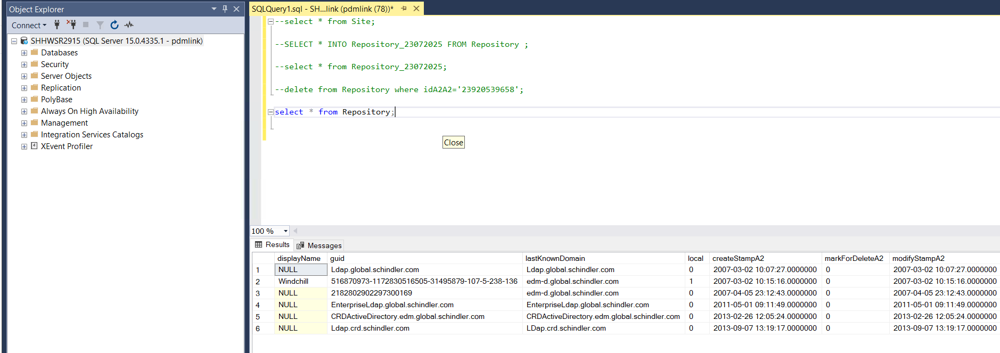 Object Explorer
Connect
SHHWSR2915 (SQL Server 15.0.4335.1 - pdmlink)
Databases
Security
Server Objects
Replication
PolyBase
Always On High Availability
Management
Integration Services Catalogs
XEvent Profiler
SQLQuery1.sql - SH...link (pdmlink (78))*
--select * from Site;
--SELECT * INTO Repository_23072025 FROM Repository ;
--select * from Repository_23072025;
--delete from Repository where idA2A2='23920539658';
select * from Repository;
Close
100 %
Results Messages
displayName guid lastKnownDomain local createStampA2 markForDeleteA2 modifyStampA2
1 NULL Ldap.global.schindler.com Ldap.global.schindler.com 0 2007-03-02 10:07:27.0000000 0 2007-03-02 10:07:27.0000000
2 Windchill 516870973-1172830516505-31495879-107-5-238-136 edm-d.global.schindler.com 1 2007-03-02 10:15:16.0000000 0 2007-03-02 10:15:16.0000000
3 NULL 2182802902297300169 edm-d.global.schindler.com 0 2007-04-05 23:12:43.0000000 0 2007-04-05 23:12:43.0000000
4 NULL EnterpriseLdap.global.schindler.com EnterpriseLdap.global.schindler.com 0 2011-05-01 09:11:49.0000000 0 2011-05-01 09:11:49.0000000
5 NULL CRDActiveDirectory.edm.global.schindler.com CRDActiveDirectory.edm.global.schindler.com 0 2013-02-26 12:05:24.0000000 0 2013-02-26 12:05:24.0000000
6 NULL Ldap.crd.schindler.com LDap.crd.schindler.com 0 2013-09-07 13:19:17.0000000 0 2013-09-07 13:19:17.0000000